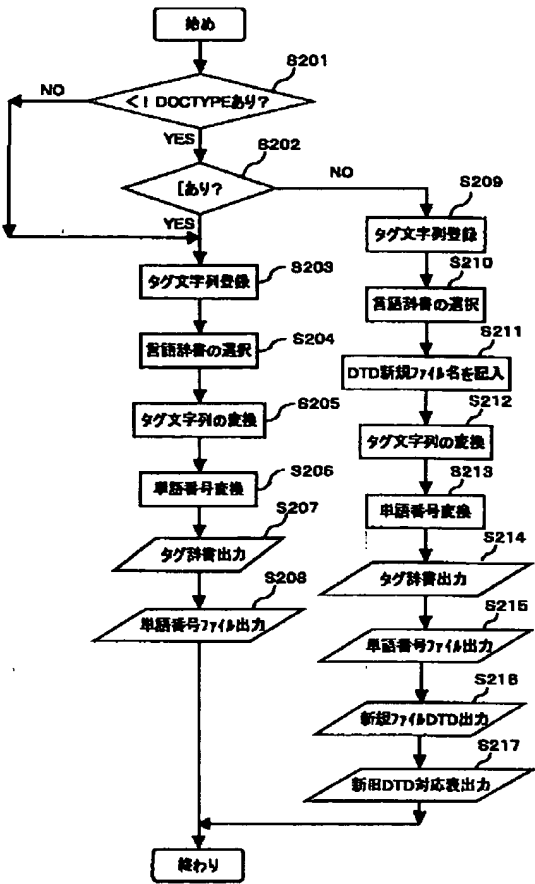 始め
S201
NO
<！DOCTYPEあり？
YES
S202
［あり？
NO
YES
S209
タグ文字列登録
S203
タグ文字列登録
S210
言語辞書の選択
S204
言語辞書の選択
S211
DTD新規ファイル名を記入
S205
タグ文字列の変換
S212
タグ文字列の変換
S206
単語番号変換
S213
単語番号変換
S207
タグ辞書出力
S214
タグ辞書出力
S208
単語番号ファイル出力
S215
単語番号ファイル出力
S216
新規ファイルDTD出力
S217
新旧DTD対応表出力
終わり